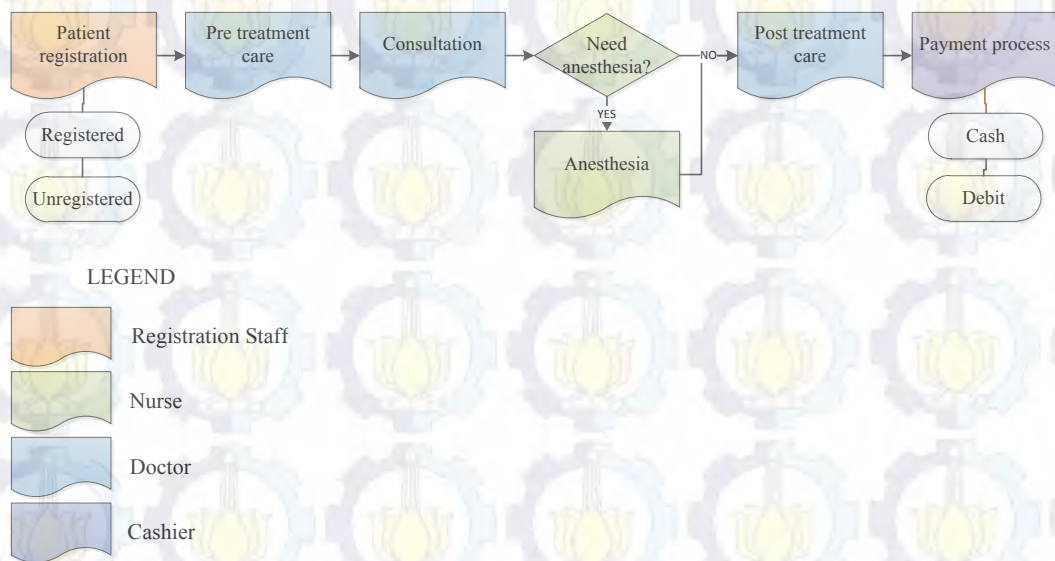 Patient
registration
Pre treatment
care
Consultation
Need
anesthesia?
NO
Post treatment
care
Payment process
YES
Registered
Unregistered
Anesthesia
Cash
Debit
LEGEND
Registration Staff
Nurse
Doctor
Cashier